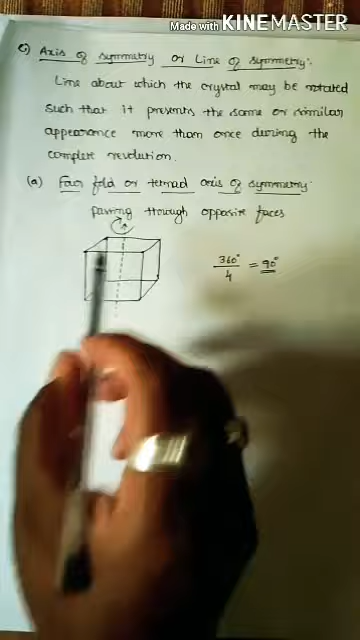 Made with KINEMASTER
c) Axis of symmetry or Line of symmetry:
Line about which the crystal may be rotated
such that it presents the same or similar
appearance more than once during the
complete revolution.
(a) Four fold or tetrad axis of symmetry
passing through opposite faces
360°/4 = 90°